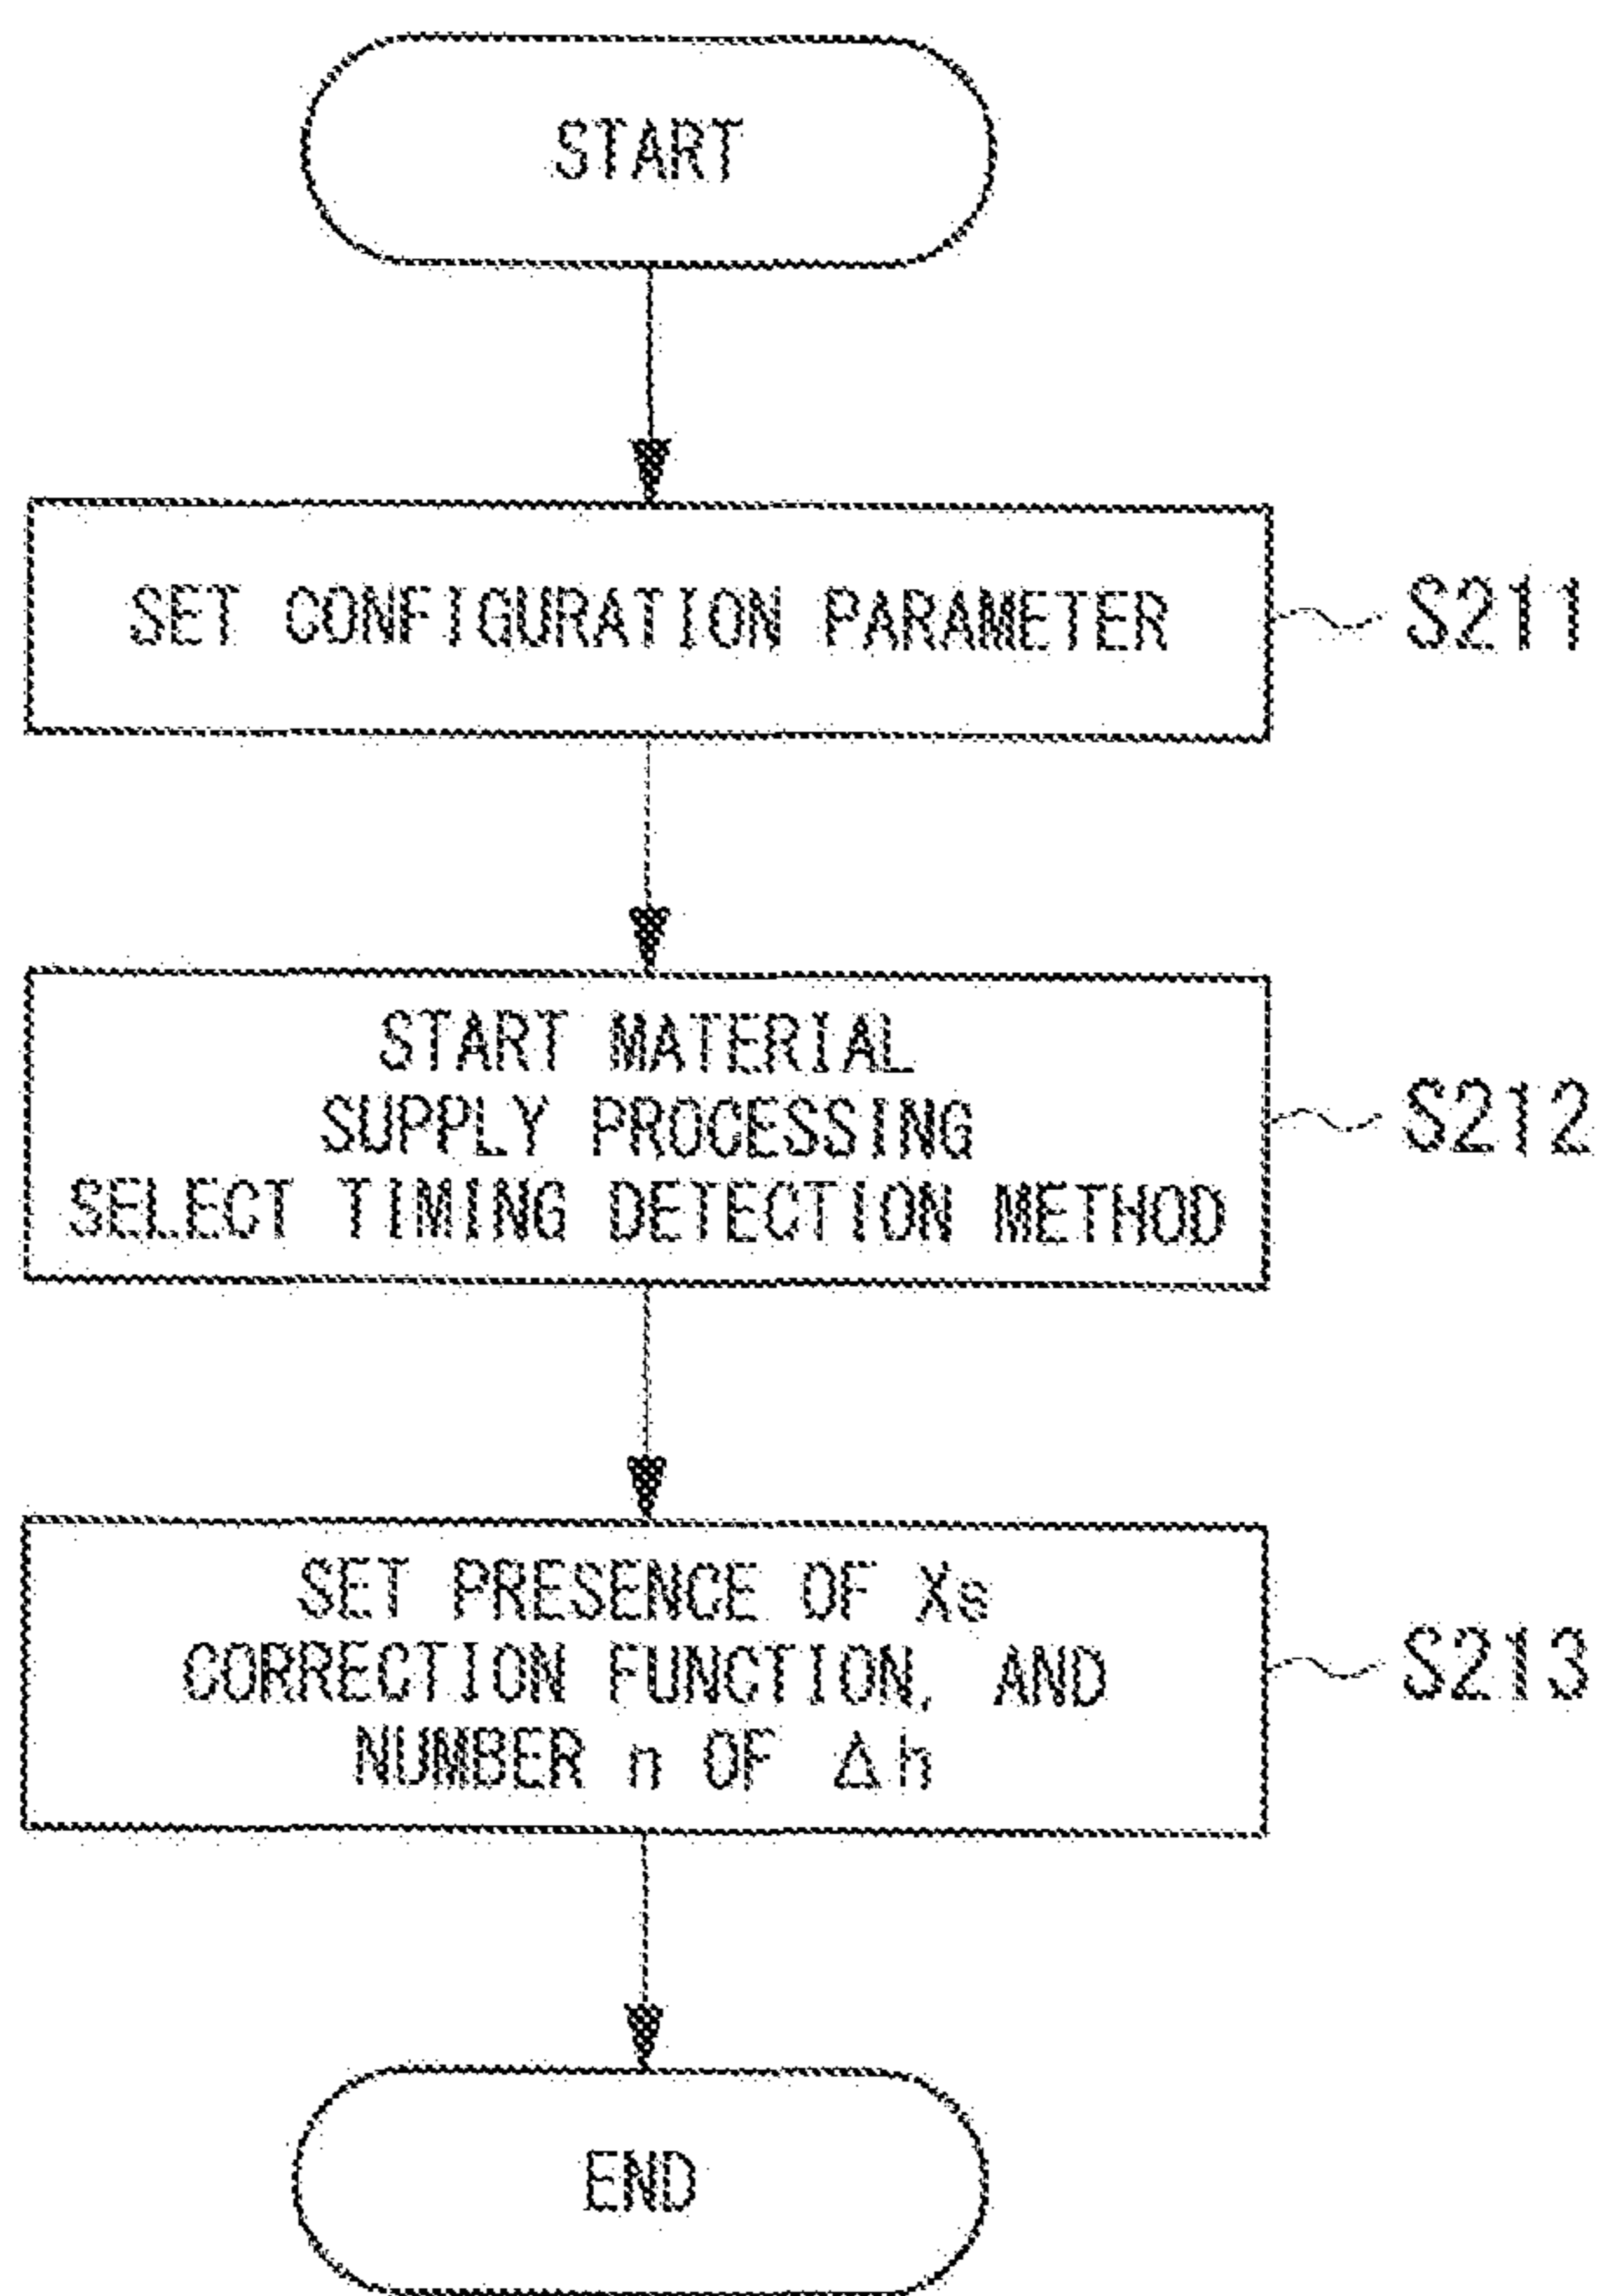 START
SET CONFIGURATION PARAMETER
S211
START MATERIAL
SUPPLY PROCESSING
SELECT TIMING DETECTION METHOD
S212
SET PRESENCE OF Xs
CORRECTION FUNCTION, AND
NUMBER n OF Δh
S213
END